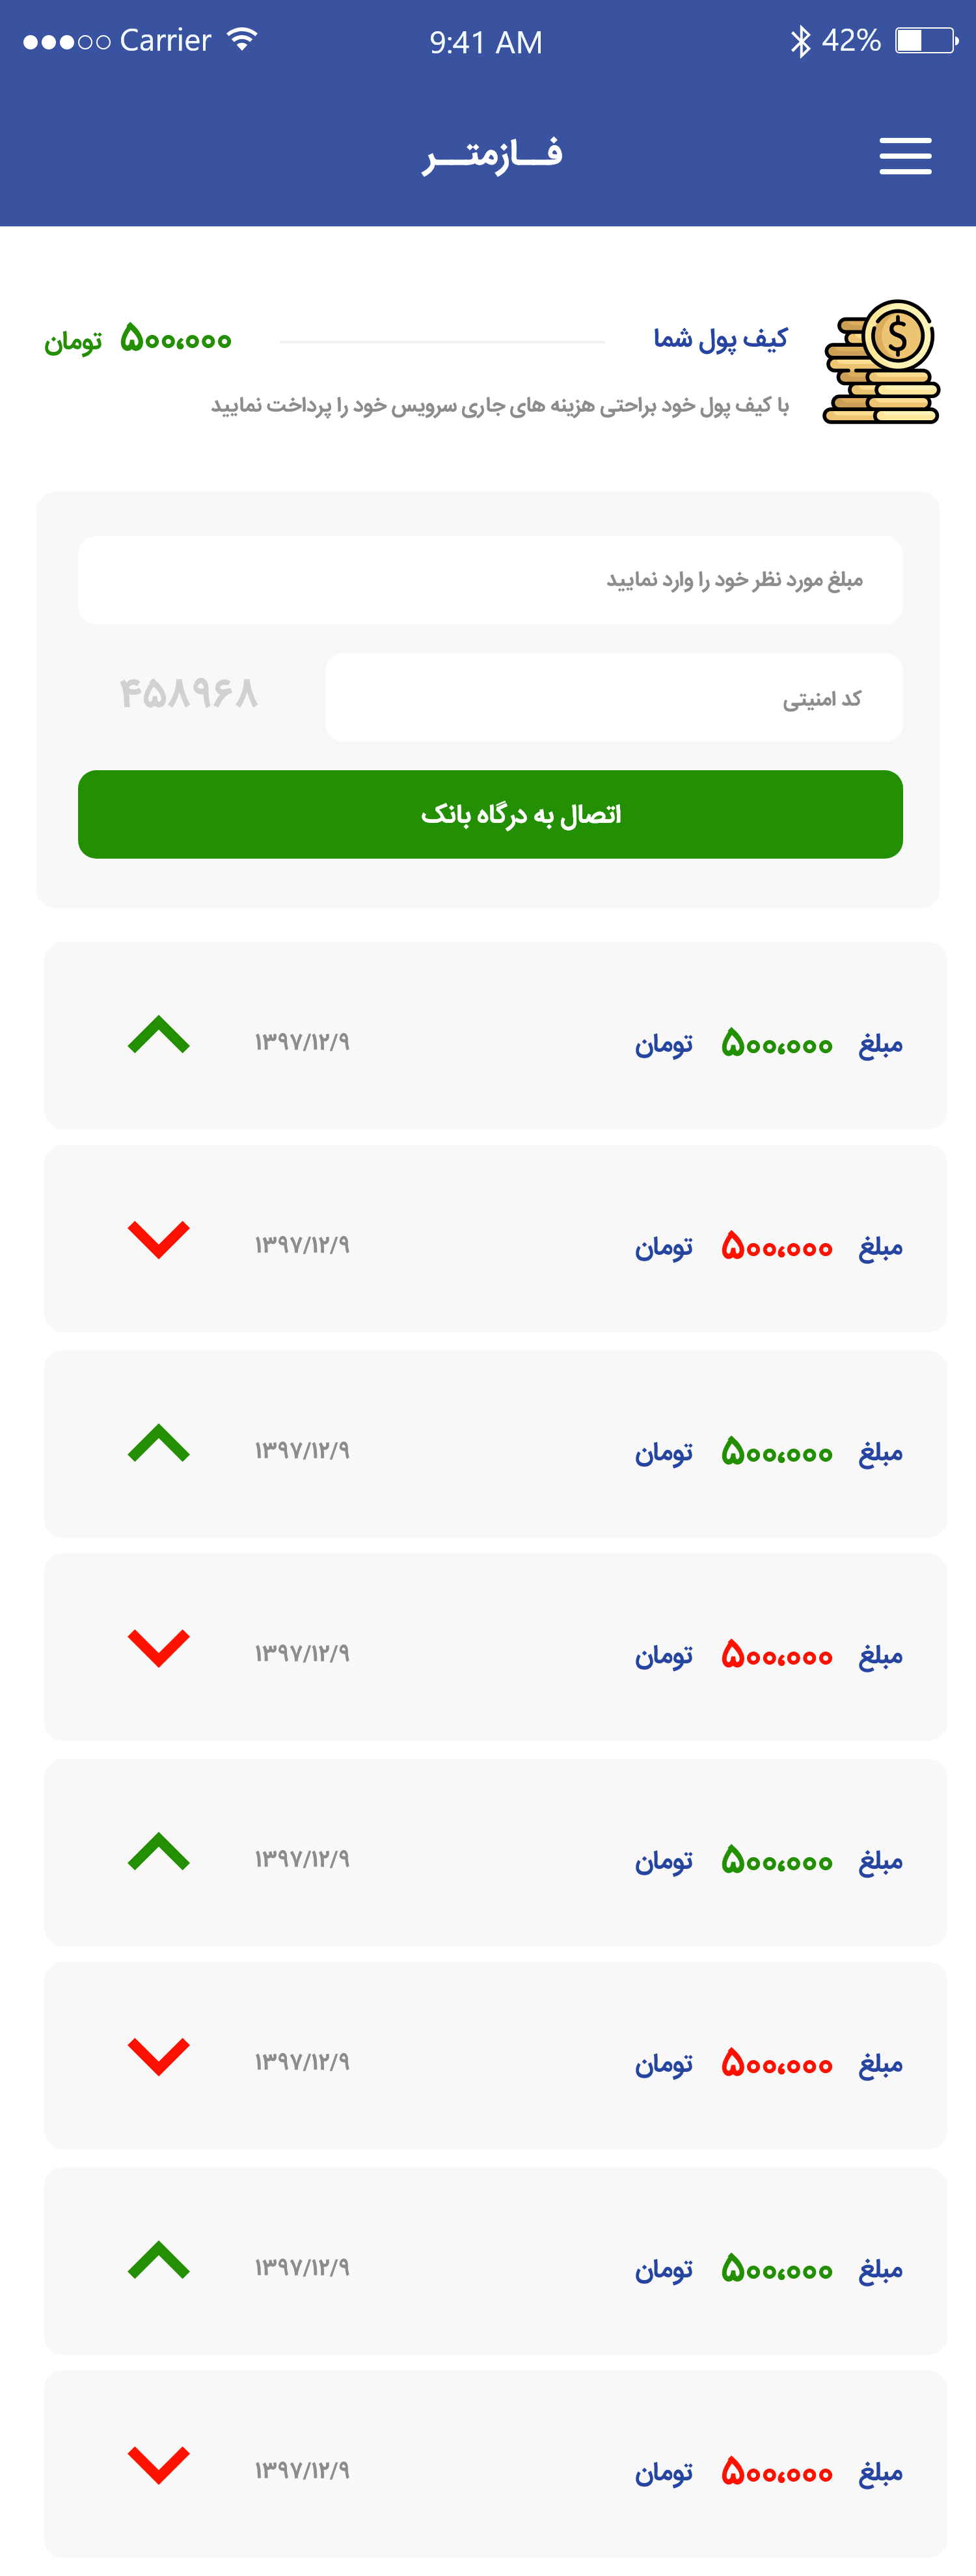 Carrier 9:41 AM 42%
فــازمتــر
کیف پول شما ۵۰۰,۰۰۰ تومان
با کیف پول خود براحتی هزینه های جاری سرویس خود را پرداخت نمایید
مبلغ مورد نظر خود را وارد نمایید
کد امنیتی ۴۵۸۹۶۸
اتصال به درگاه بانک
مبلغ ۵۰۰,۰۰۰ تومان ۱۳۹۷/۱۲/۹
مبلغ ۵۰۰,۰۰۰ تومان ۱۳۹۷/۱۲/۹
مبلغ ۵۰۰,۰۰۰ تومان ۱۳۹۷/۱۲/۹
مبلغ ۵۰۰,۰۰۰ تومان ۱۳۹۷/۱۲/۹
مبلغ ۵۰۰,۰۰۰ تومان ۱۳۹۷/۱۲/۹
مبلغ ۵۰۰,۰۰۰ تومان ۱۳۹۷/۱۲/۹
مبلغ ۵۰۰,۰۰۰ تومان ۱۳۹۷/۱۲/۹
مبلغ ۵۰۰,۰۰۰ تومان ۱۳۹۷/۱۲/۹